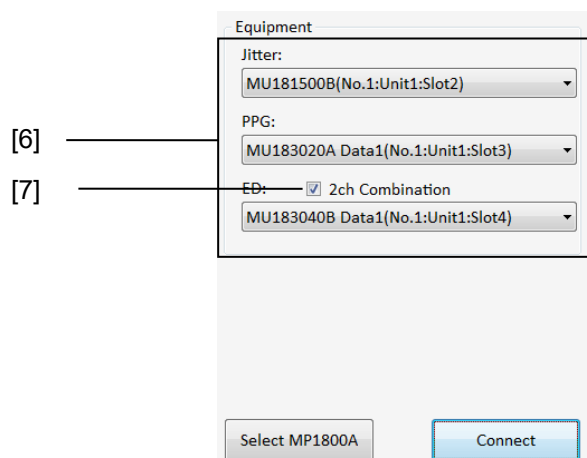 Equipment
Jitter:
MU181500B(No.1:Unit1:Slot2)
PPG:
[6]
MU183020A Data1(No.1:Unit1:Slot3)
[7]
ED: 2ch Combination
MU183040B Data1(No.1:Unit1:Slot4)
Select MP1800A Connect